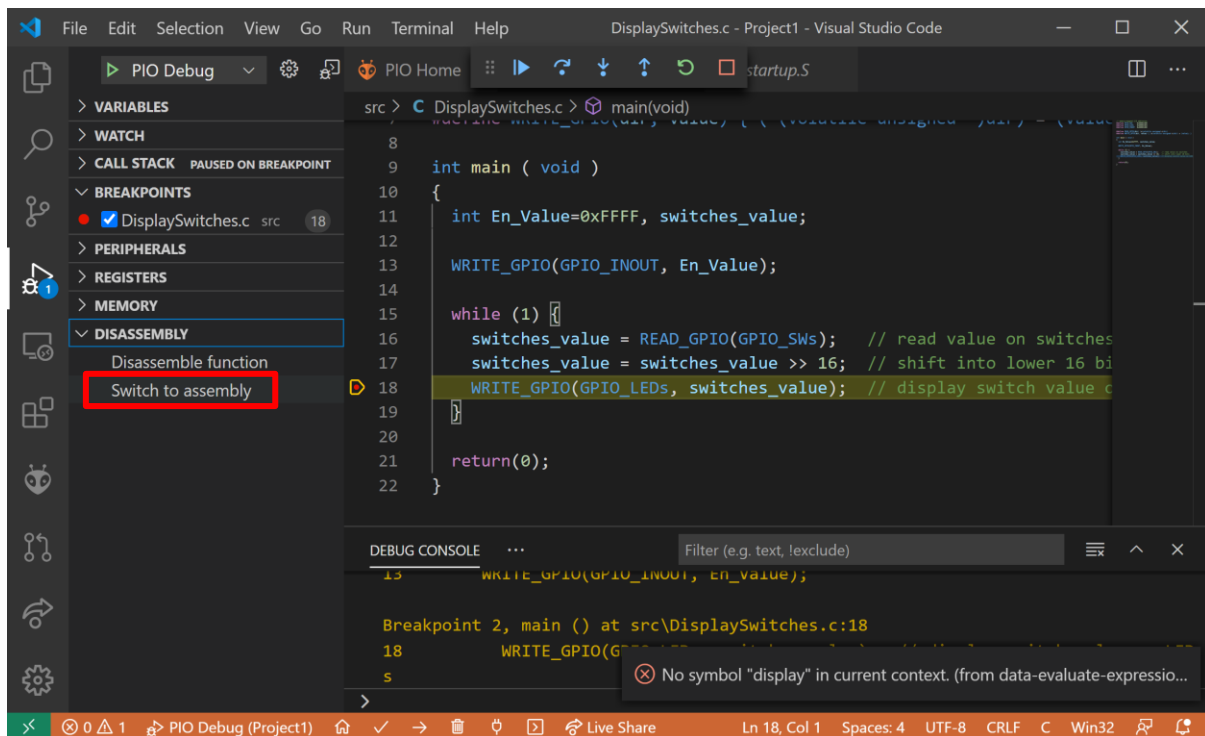 File Edit Selection View Go Run Terminal Help DisplaySwitches.c - Project1 - Visual Studio Code
PIO Debug
PIO Home
startup.S
VARIABLES
WATCH
CALL STACK PAUSED ON BREAKPOINT
BREAKPOINTS
DisplaySwitches.c src 18
PERIPHERALS
REGISTERS
MEMORY
DISASSEMBLY
Disassemble function
Switch to assembly
1
src > C DisplaySwitches.c > main(void)
8
9 int main ( void )
10 {
11 int En_Value=0xFFFF, switches_value;
12
13 WRITE_GPIO(GPIO_INOUT, En_Value);
14
15 while (1) {
16 switches_value = READ_GPIO(GPIO_SWs); // read value on switches
17 switches_value = switches_value >> 16; // shift into lower 16 bi
18 WRITE_GPIO(GPIO_LEDs, switches_value); // display switch value
19 }
20
21 return(0);
22 }
DEBUG CONSOLE ... Filter (e.g. text, !exclude)
13 WRITE_GPIO(GPIO_INOUT, En_Value);
Breakpoint 2, main () at src\DisplaySwitches.c:18
18 WRITE_GPIO(G
s
No symbol "display" in current context. (from data-evaluate-expressio...
>
0 1 PIO Debug (Project1) Live Share Ln 18, Col 1 Spaces: 4 UTF-8 CRLF C Win32